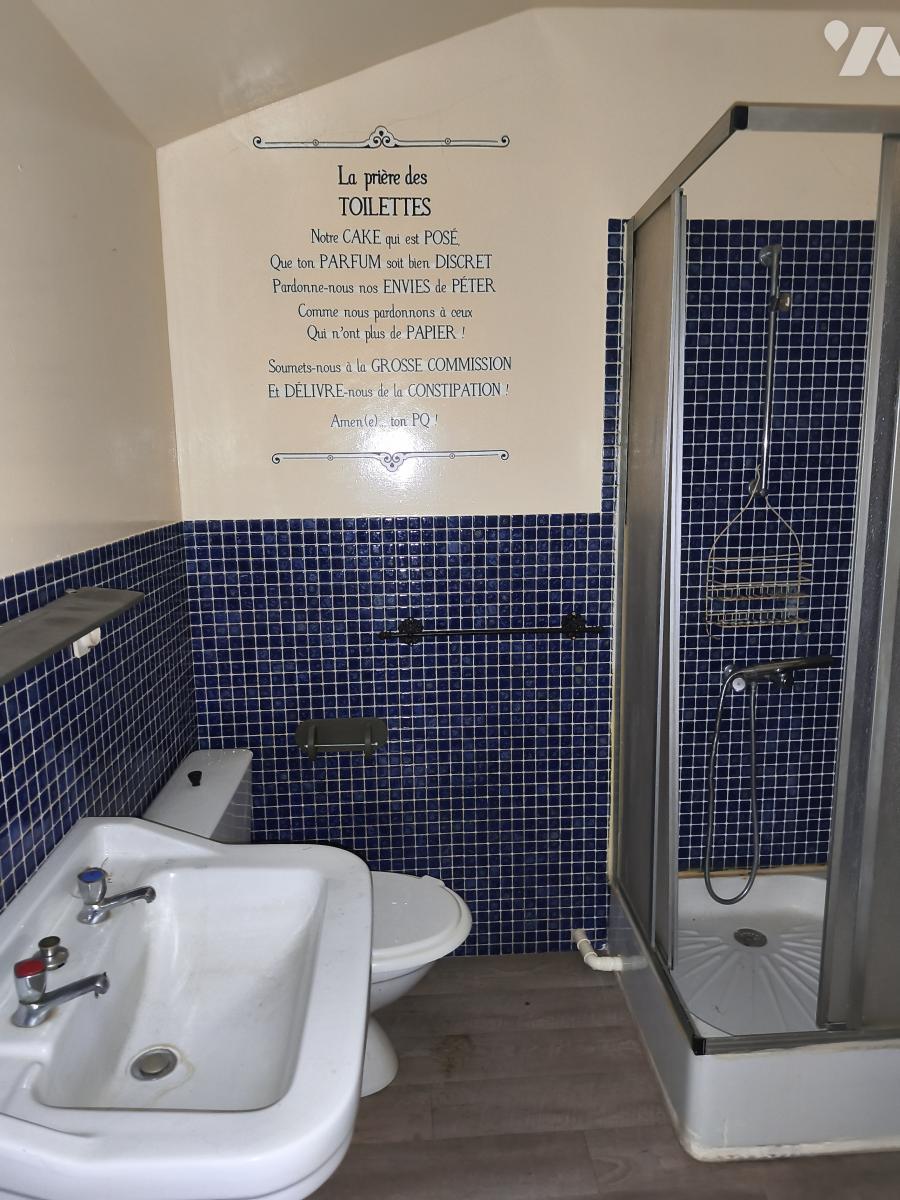 La prière des
TOILETTES
Notre CAKE qui est POSÉ,
Que ton PARFUM soit bien DISCRET
Pardonne-nous nos ENVIES de PÉTER
Comme nous pardonnons à ceux
Qui n'ont plus de PAPIER !
Soumets-nous à la GROSSE COMMISSION
Et DÉLIVRE-nous de la CONSTIPATION !
Amen(e)... ton PQ !